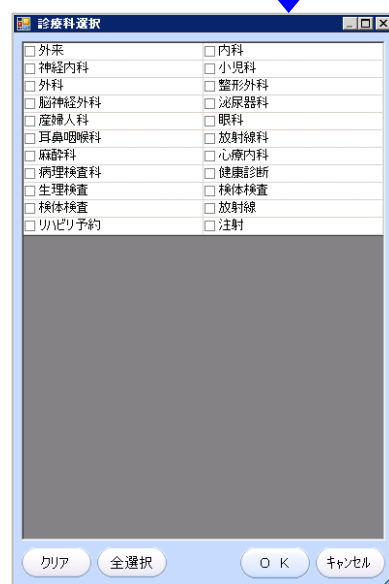 診療科選択
外来 内科
神経内科 小児科
外科 整形外科
脳神経外科 泌尿器科
産婦人科 眼科
耳鼻咽喉科 放射線科
麻酔科 心療内科
病理検査科 健康診断
生理検査 検体検査
検体検査 放射線
リハビリ予約 注射
クリア 全選択 ＯＫ キャンセル